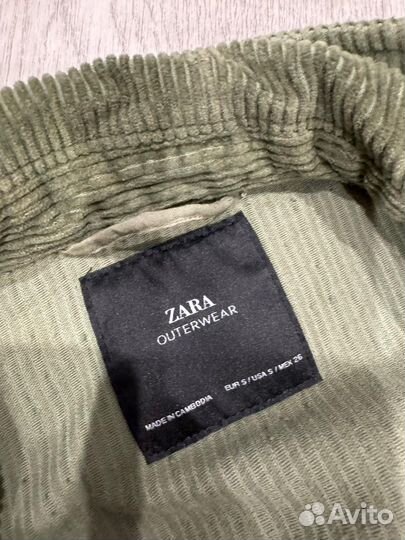 ZARA
OUTERWEAR
MADE IN CAMBODIA
EUR S / USA S / MEX 26
Avito